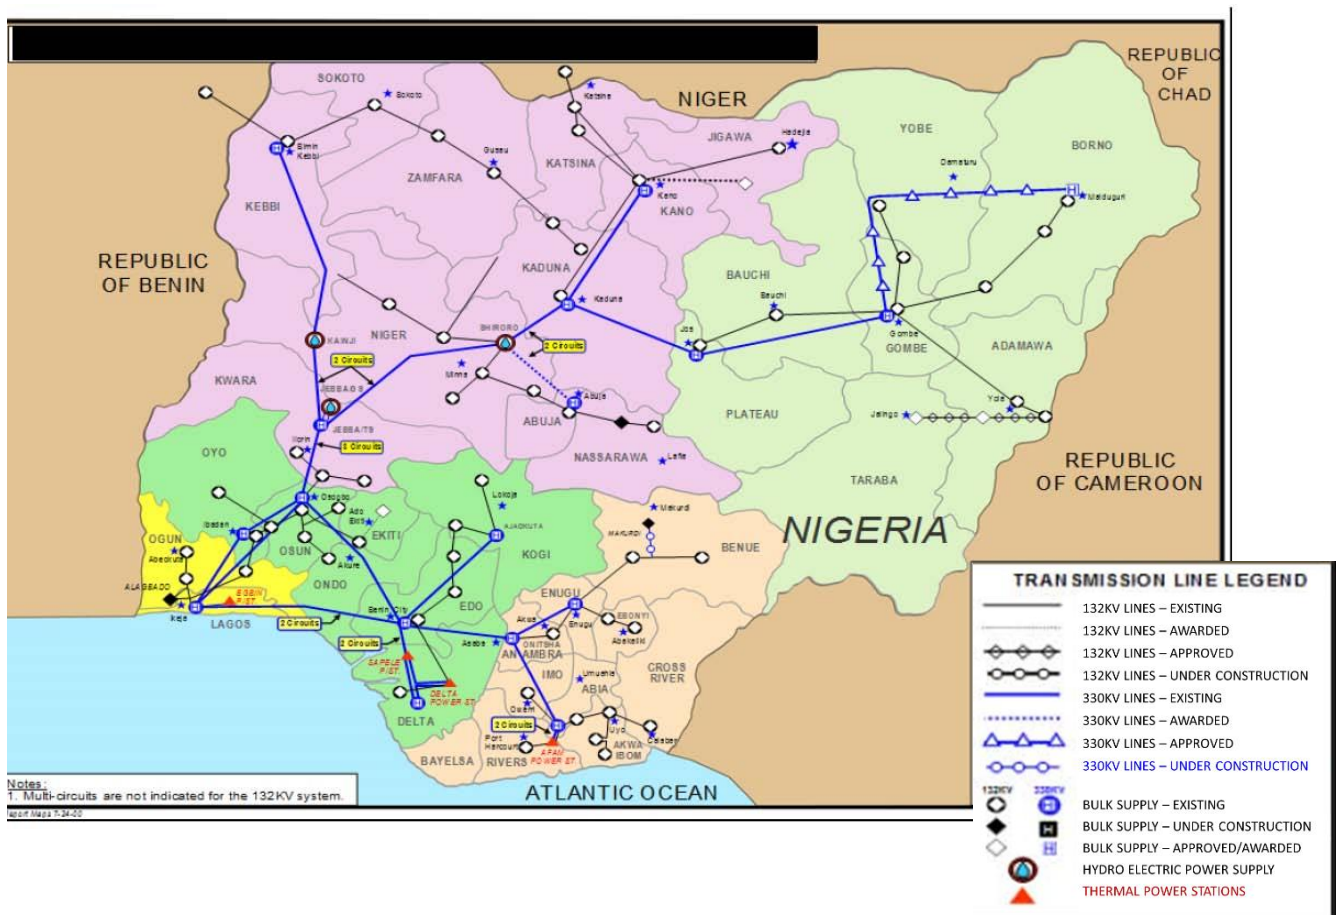 REPUBLIC
OF
CHAD
NIGER
SOKOTO
Sokoto
Katsina
JIGAWA
Hadejia
YOBE
BORNO
Damaturu
Maiduguri
Birnin
Kebbi
Gusau
KATSINA
ZAMFARA
KEBBI
Kano
KANO
REPUBLIC
OF BENIN
KADUNA
Kaduna
BAUCHI
Bauchi
NIGER
SHIRORO
KAINJI
2 Circuits
2 Circuits
Jos
Gombe
GOMBE
ADAMAWA
Minna
KWARA
JEBBA GS
Abuja
JEBBA/TS
ABUJA
PLATEAU
Jalingo
Yola
Ilorin
3 Circuits
OYO
NASSARAWA
Lafia
TARABA
REPUBLIC
OF CAMEROON
NIGERIA
Osogbo
Lokoja
Makurdi
Ado
Ekiti
Ibadan
AJAOKUTA
MAKURDI
BENUE
OGUN
Abeokuta
OSUN
EKITI
KOGI
Akure
ALAGBADO
ONDO
EGBIN
P/ST.
EDO
ENUGU
Ikeja
LAGOS
2 Circuits
Benin City
Enugu
EBONYI
Abakaliki
2 Circuits
Asaba
ONITSHA
ANAMBRA
SAPELE
P/ST.
IMO
CROSS
RIVER
Umuahia
ABIA
DELTA
POWER ST.
DELTA
Owerri
2 Circuits
Uyo
Port
Harcourt
Calabar
AKWA
IBOM
AFAM
POWER ST.
BAYELSA
RIVERS
ATLANTIC OCEAN
Notes:
1. Multi-circuits are not indicated for the 132KV system.
TRANSMISSION LINE LEGEND
132KV LINES – EXISTING
132KV LINES – AWARDED
132KV LINES – APPROVED
132KV LINES – UNDER CONSTRUCTION
330KV LINES – EXISTING
330KV LINES – AWARDED
330KV LINES – APPROVED
330KV LINES – UNDER CONSTRUCTION
132KV 330KV
BULK SUPPLY – EXISTING
BULK SUPPLY – UNDER CONSTRUCTION
BULK SUPPLY – APPROVED/AWARDED
HYDRO ELECTRIC POWER SUPPLY
THERMAL POWER STATIONS